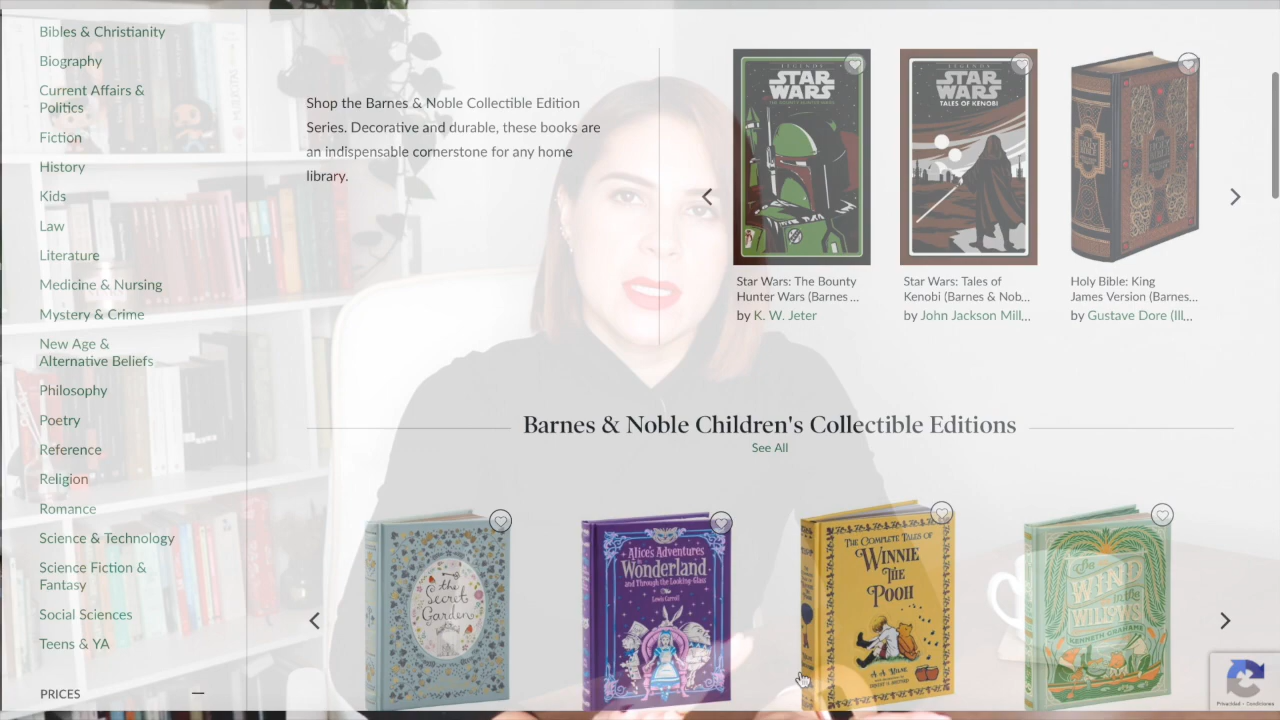 Bibles & Christianity
Biography
Current Affairs &
Politics
Fiction
History
Kids
Law
Literature
Medicine & Nursing
Mystery & Crime
New Age &
Alternative Beliefs
Philosophy
Poetry
Reference
Religion
Romance
Science & Technology
Science Fiction &
Fantasy
Social Sciences
Teens & YA
PRICES
Shop the Barnes & Noble Collectible Edition
Series. Decorative and durable, these books are
an indispensable cornerstone for any home
library.
LEGENDS
STAR
WARS
THE BOUNTY HUNTER WARS
Star Wars: The Bounty
Hunter Wars (Barnes ...
by K. W. Jeter
LEGENDS
STAR
WARS
TALES OF KENOBI
Star Wars: Tales of
Kenobi (Barnes & Nob...
by John Jackson Mill...
HOLY
BIBLE
Holy Bible: King
James Version (Barnes...
by Gustave Dore (Ill...
Barnes & Noble Children's Collectible Editions
See All
the
Secret
Garden
Alice's Adventures
in
Wonderland
and Through the Looking-Glass
Lewis Carroll
THE COMPLETE TALES OF
WINNIE
THE
POOH
A. A. MILNE
THE
WIND
IN THE
WILLOWS
KENNETH GRAHAME
Privacidad - Condiciones